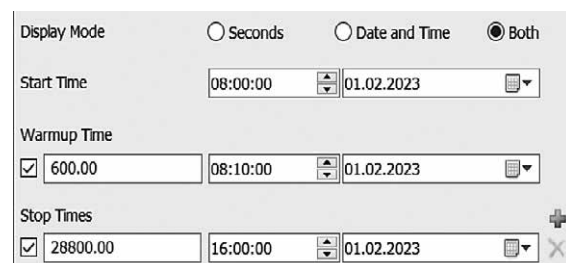 Display Mode Seconds Date and Time Both
Start Time 08:00:00 01.02.2023
Warmup Time
600.00 08:10:00 01.02.2023
Stop Times
28800.00 16:00:00 01.02.2023